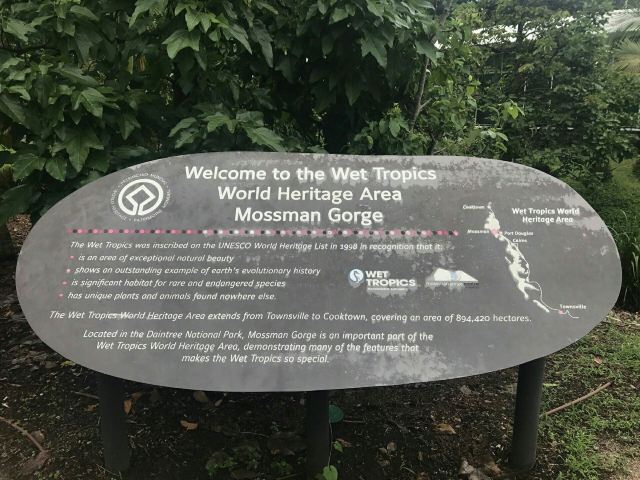 Welcome to the Wet Tropics
World Heritage Area
Mossman Gorge
The Wet Tropics was inscribed on the UNESCO World Heritage List in 1998 in recognition that it:
is an area of exceptional natural beauty
shows an outstanding example of earth's evolutionary history
is significant habitat for rare and endangered species
has unique plants and animals found nowhere else.
The Wet Tropics World Heritage Area extends from Townsville to Cooktown, covering an area of 894,420 hectares.
Located in the Daintree National Park, Mossman Gorge is an important part of the
Wet Tropics World Heritage Area, demonstrating many of the features that
makes the Wet Tropics so special.
WET
TROPICS
Wet Tropics World
Heritage Area
Cooktown
Mossman
Port Douglas
Cairns
Townsville